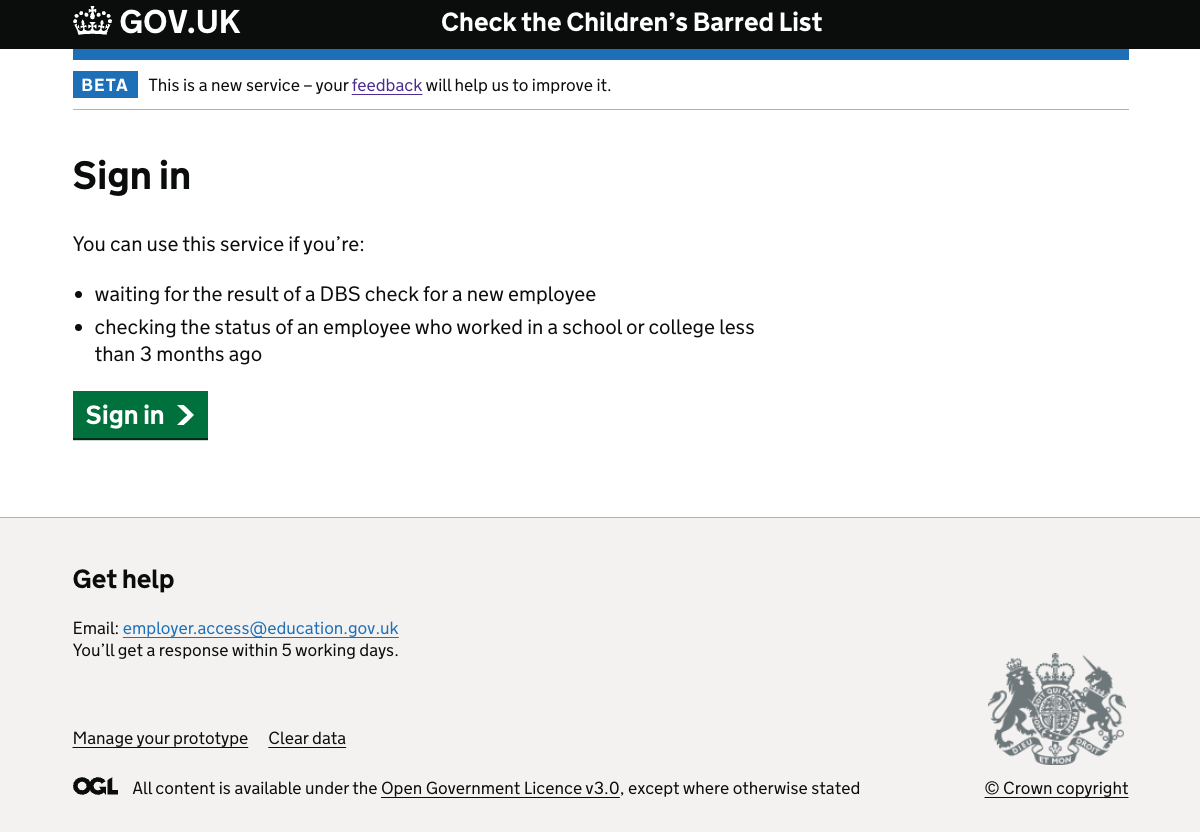 GOV.UK
Check the Children’s Barred List
BETA
This is a new service – your feedback will help us to improve it.
Sign in
You can use this service if you’re:
• waiting for the result of a DBS check for a new employee
• checking the status of an employee who worked in a school or college less
than 3 months ago
Sign in
Get help
Email: employer.access@education.gov.uk
You’ll get a response within 5 working days.
Manage your prototype
Clear data
DIEU ET MON DROIT
OGL
All content is available under the Open Government Licence v3.0, except where otherwise stated
© Crown copyright